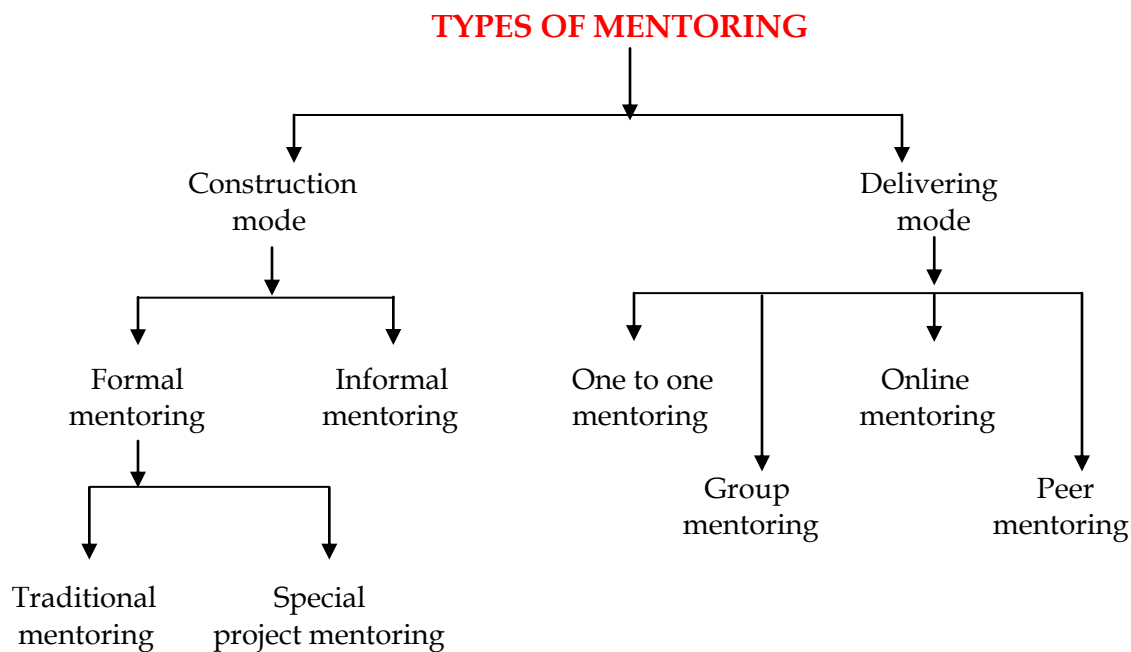 TYPES OF MENTORING
Construction
mode
Delivering
mode
Formal
mentoring
Informal
mentoring
One to one
mentoring
Online
mentoring
Group
mentoring
Peer
mentoring
Traditional
mentoring
Special
project mentoring